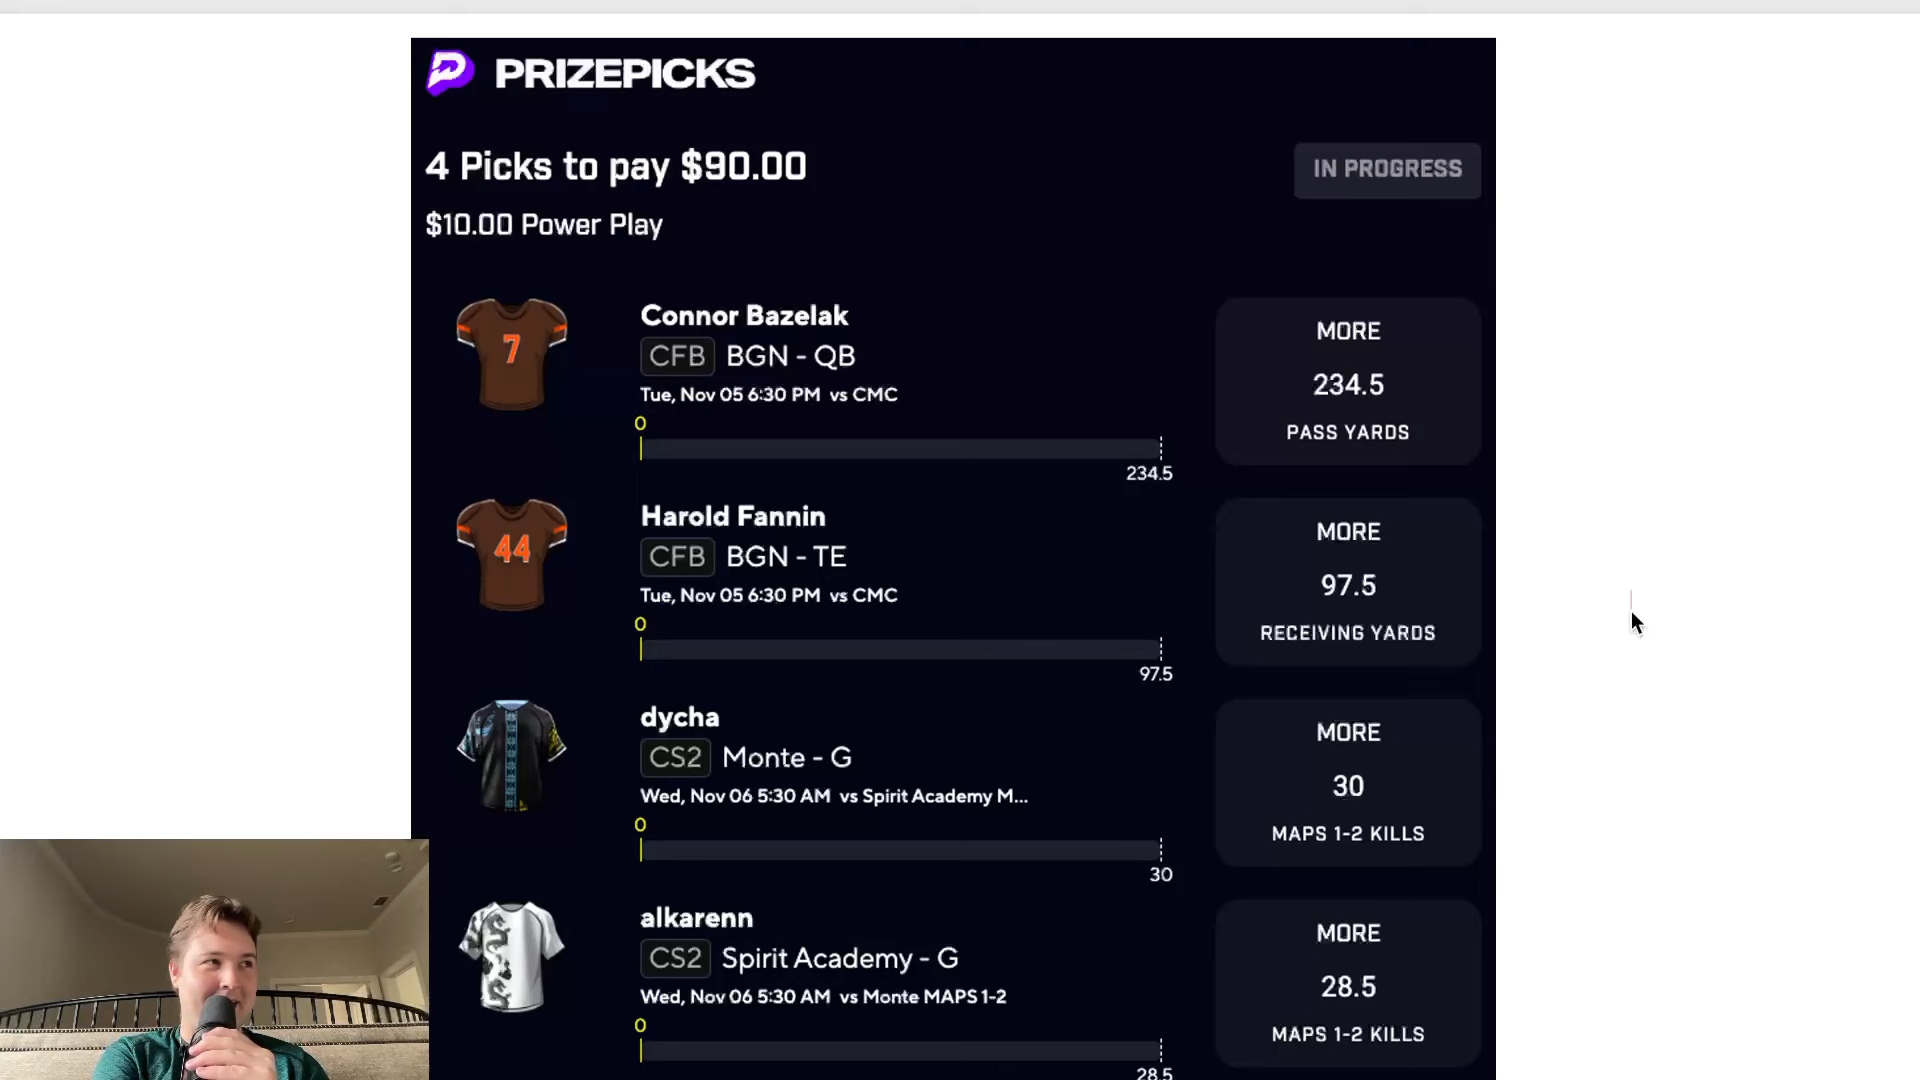 PRIZEPICKS
4 Picks to pay $90.00
IN PROGRESS
$10.00 Power Play
7
Connor Bazelak
CFB BGN - QB
Tue, Nov 05 6:30 PM vs CMC
0
234.5
MORE
234.5
PASS YARDS
44
Harold Fannin
CFB BGN - TE
Tue, Nov 05 6:30 PM vs CMC
0
97.5
MORE
97.5
RECEIVING YARDS
dycha
CS2 Monte - G
Wed, Nov 06 5:30 AM vs Spirit Academy M...
0
30
MORE
30
MAPS 1-2 KILLS
alkarenn
CS2 Spirit Academy - G
Wed, Nov 06 5:30 AM vs Monte MAPS 1-2
0
28.5
MORE
28.5
MAPS 1-2 KILLS